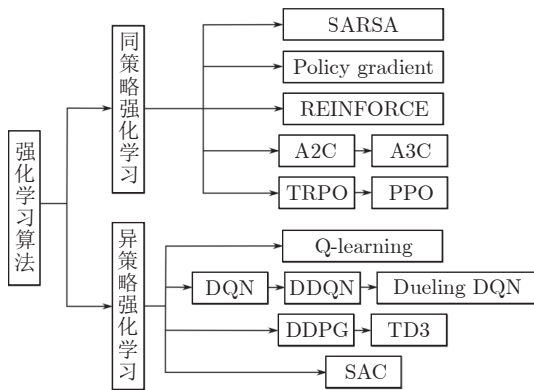 强化学习算法
同策略强化学习
SARSA
Policy gradient
REINFORCE
A2C
A3C
TRPO
PPO
异策略强化学习
Q-learning
DQN
DDQN
Dueling DQN
DDPG
TD3
SAC